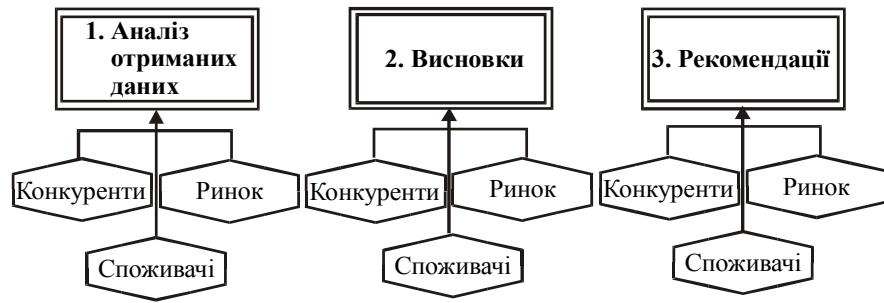 1. Аналіз
отриманих
даних
2. Висновки
3. Рекомендації
Конкуренти
Ринок
Конкуренти
Ринок
Конкуренти
Ринок
Споживачі
Споживачі
Споживачі